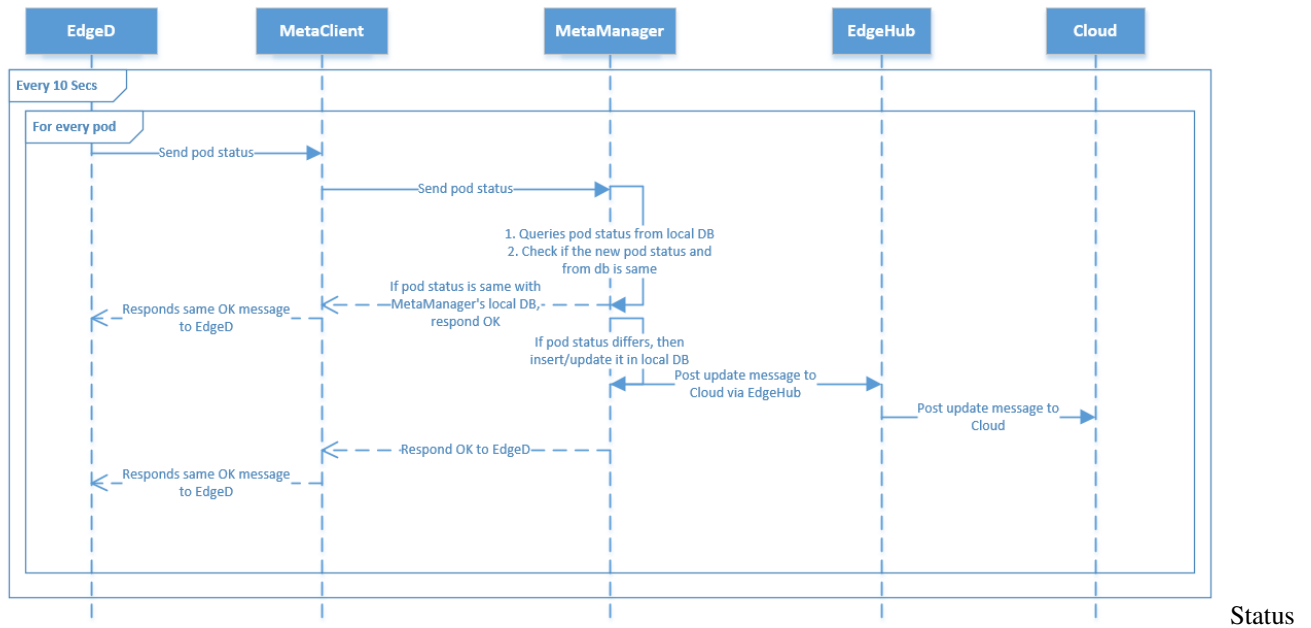 EdgeD
MetaClient
MetaManager
EdgeHub
Cloud
Every 10 Secs
For every pod
Send pod status
Send pod status
1. Queries pod status from local DB
2. Check if the new pod status and
from db is same
If pod status is same with
MetaManager's local DB,
respond OK
Responds same OK message
to EdgeD
If pod status differs, then
insert/update it in local DB
Post update message to
Cloud via EdgeHub
Post update message to
Cloud
Respond OK to EdgeD
Responds same OK message
to EdgeD
Status